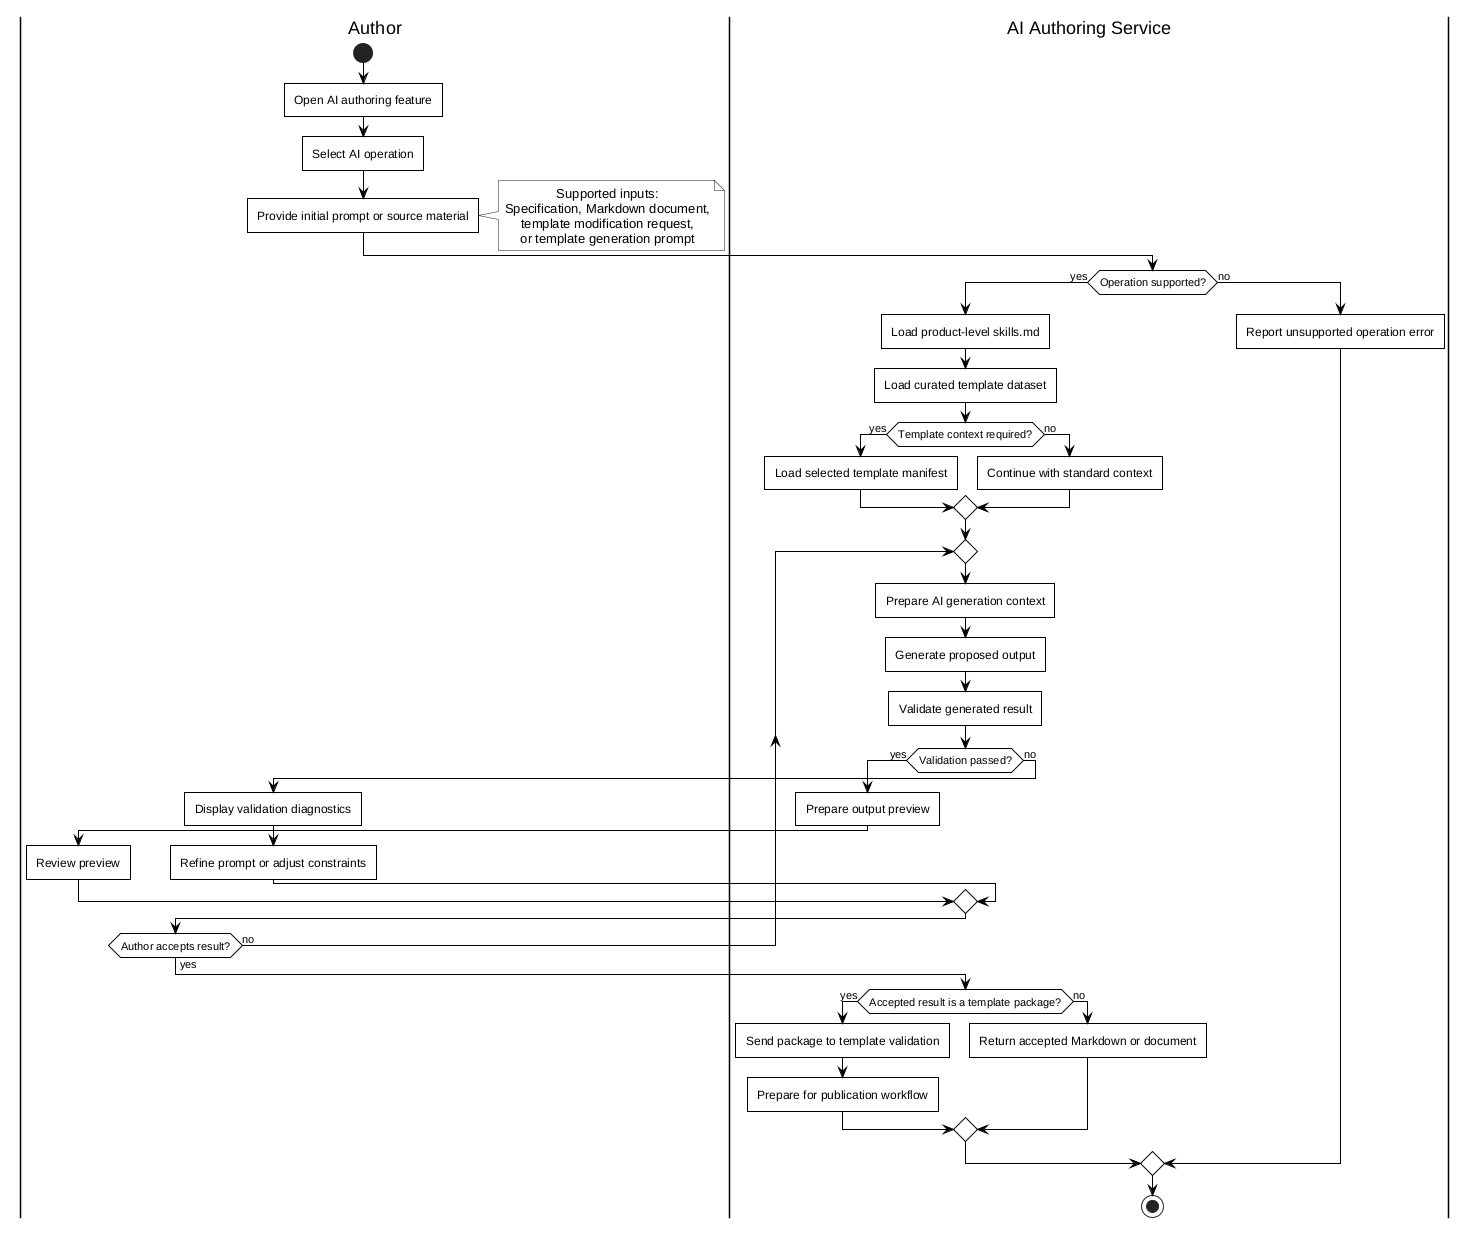 Author
AI Authoring Service
Open AI authoring feature
Select AI operation
Provide initial prompt or source material
Supported inputs:
Specification, Markdown document,
template modification request,
or template generation prompt
yes
Operation supported?
no
Load product-level skills.md
Report unsupported operation error
Load curated template dataset
yes
Template context required?
no
Load selected template manifest
Continue with standard context
Prepare AI generation context
Generate proposed output
Validate generated result
yes
Validation passed?
no
Display validation diagnostics
Prepare output preview
Review preview
Refine prompt or adjust constraints
Author accepts result?
no
yes
yes
Accepted result is a template package?
no
Send package to template validation
Return accepted Markdown or document
Prepare for publication workflow